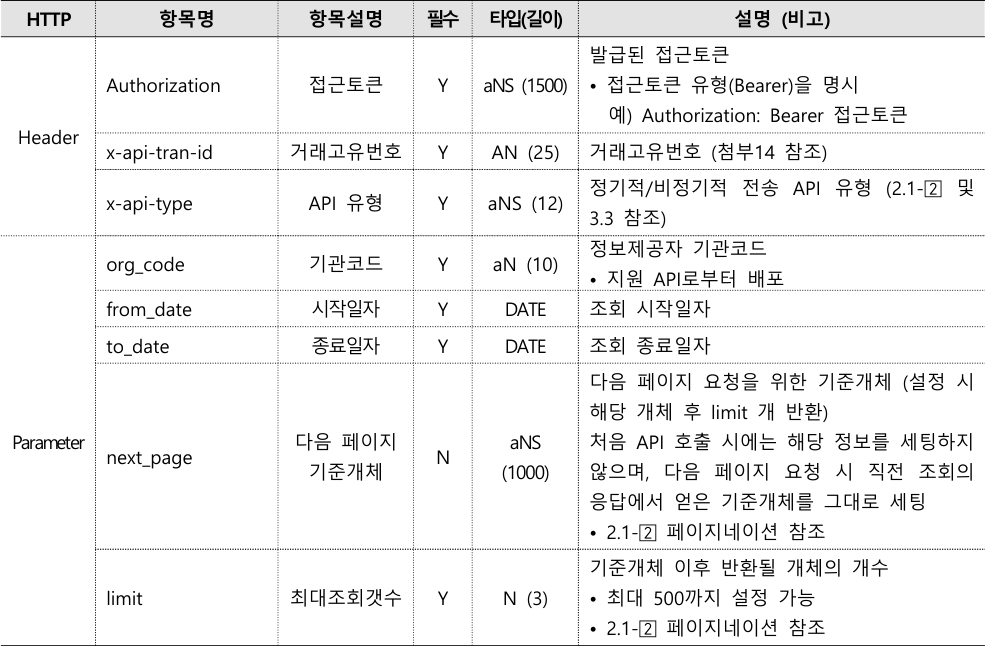 HTTP 항목명 항목설명 필수 타입(길이) 설명 (비고)
발급된 접근토큰
Authorization 접근토큰 Y aNS (1500) • 접근토큰 유형(Bearer)을 명시
예) Authorization: Bearer 접근토큰
Header
x-api-tran-id 거래고유번호 Y AN (25) 거래고유번호 (첨부14 참조)
x-api-type API 유형 Y aNS (12) 정기적/비정기적 전송 API 유형 (2.1-② 및
3.3 참조)
org_code 기관코드 Y aN (10) 정보제공자 기관코드
• 지원 API로부터 배포
from_date 시작일자 Y DATE 조회 시작일자
to_date 종료일자 Y DATE 조회 종료일자
Parameter
next_page 다음 페이지
기준개체 N aNS
(1000) 다음 페이지 요청을 위한 기준개체 (설정 시
해당 개체 후 limit 개 반환)
처음 API 호출 시에는 해당 정보를 세팅하지
않으며, 다음 페이지 요청 시 직전 조회의
응답에서 얻은 기준개체를 그대로 세팅
• 2.1-② 페이지네이션 참조
limit 최대조회갯수 Y N (3) 기준개체 이후 반환될 개체의 개수
• 최대 500까지 설정 가능
• 2.1-② 페이지네이션 참조